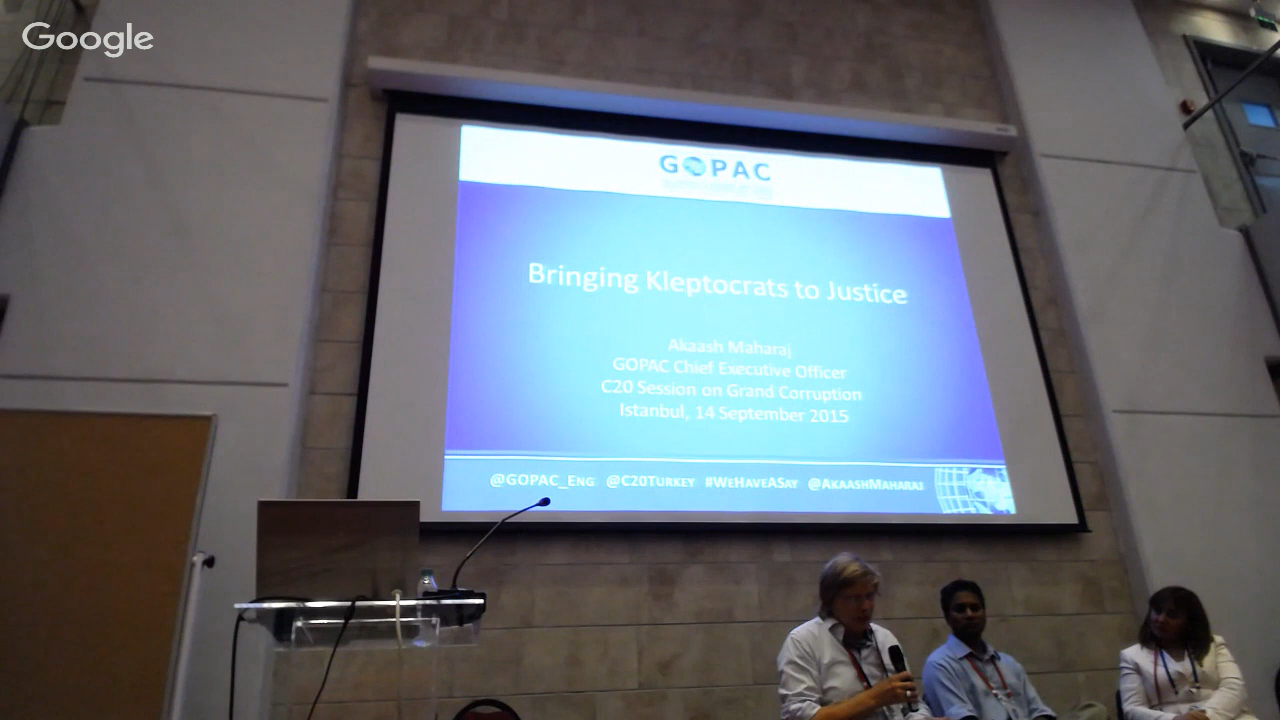 Google
GOPAC
Bringing Kleptocrats to Justice
Akaash Maharaj
GOPAC Chief Executive Officer
C20 Session on Grand Corruption
Istanbul, 14 September 2015
@GOPAC_ENG @C20TURKEY #WEHAVEASAY @AKAASHMAHARAJ